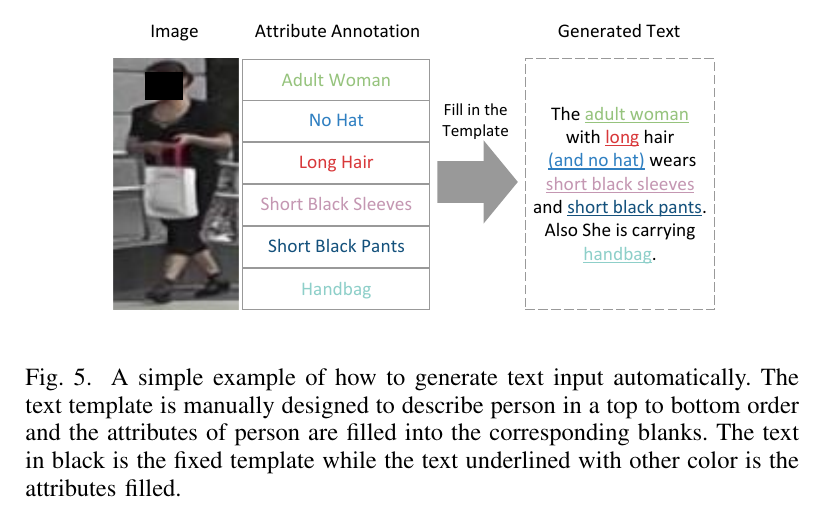 Image
Attribute Annotation
Generated Text
Adult Woman
No Hat
Long Hair
Short Black Sleeves
Short Black Pants
Handbag
Fill in the
Template
The adult woman
with long hair
(and no hat) wears
short black sleeves
and short black pants.
Also She is carrying
handbag.
Fig. 5. A simple example of how to generate text input automatically. The
text template is manually designed to describe person in a top to bottom order
and the attributes of person are filled into the corresponding blanks. The text
in black is the fixed template while the text underlined with other color is the
attributes filled.